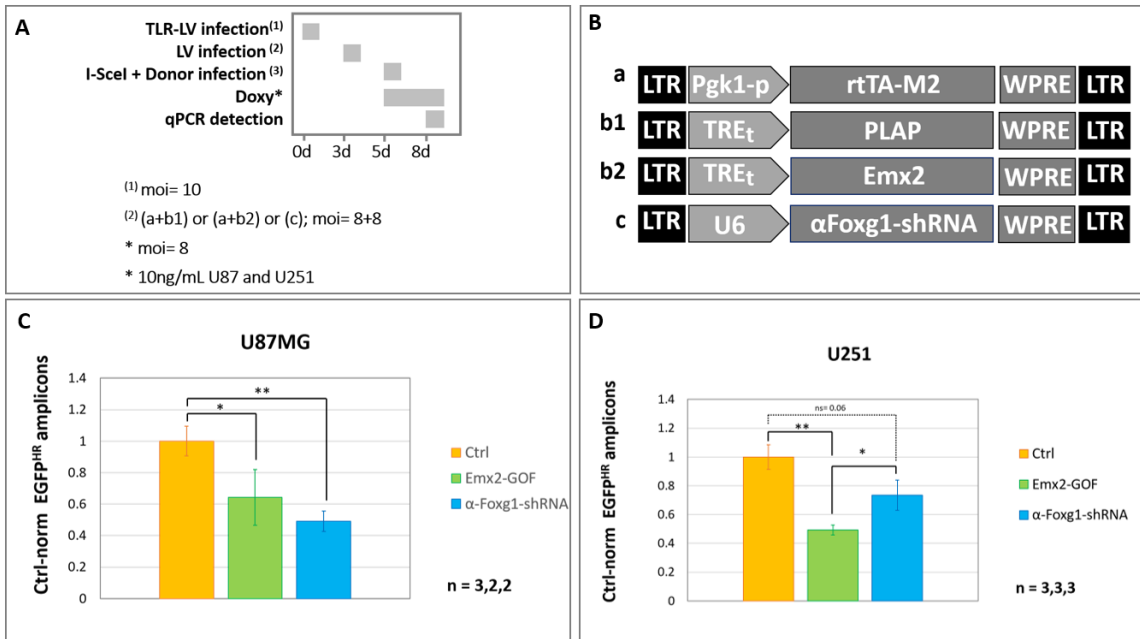 A
TLR-LV infection(1)
LV infection (2)
I-SceI + Donor infection (3)
Doxy*
qPCR detection
0d 3d 5d 8d
(1) moi= 10
(2) (a+b1) or (a+b2) or (c); moi= 8+8
* moi= 8
* 10ng/mL U87 and U251
B
a LTR Pgk1-p rtTA-M2 WPRE LTR
b1 LTR TREt PLAP WPRE LTR
b2 LTR TREt Emx2 WPRE LTR
c LTR U6 αFoxg1-shRNA WPRE LTR
C
U87MG
Ctrl-norm EGFPHR amplicons
1.4
1.2
1
0.8
0.6
0.4
0.2
0
**
*
Ctrl
Emx2-GOF
α-Foxg1-shRNA
n = 3,2,2
D
U251
Ctrl-norm EGFPHR amplicons
1.4
1.2
1
0.8
0.6
0.4
0.2
0
ns= 0.06
**
*
Ctrl
Emx2-GOF
α-Foxg1-shRNA
n = 3,3,3